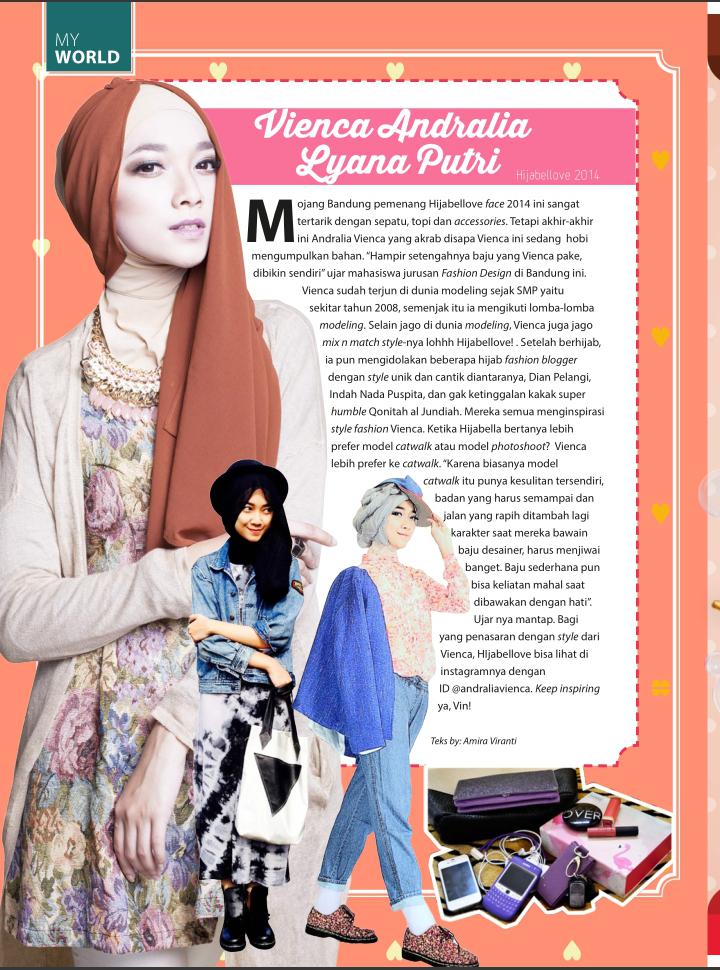 MY
WORLD
Vienca Andralia
Lyana Putri
Hijabellove 2014
Mojang Bandung pemenang Hijabellove face 2014 ini sangat
tertarik dengan sepatu, topi dan accessories. Tetapi akhir-akhir
ini Andralia Vienca yang akrab disapa Vienca ini sedang hobi
mengumpulkan bahan. “Hampir setengahnya baju yang Vienca pake,
dibikin sendiri” ujar mahasiswa jurusan Fashion Design di Bandung ini.
Vienca sudah terjun di dunia modeling sejak SMP yaitu
sekitar tahun 2008, semenjak itu ia mengikuti lomba-lomba
modeling. Selain jago di dunia modeling, Vienca juga jago
mix n match style-nya lohhh Hijabellove! . Setelah berhijab,
ia pun mengidolakan beberapa hijab fashion blogger
dengan style unik dan cantik diantaranya, Dian Pelangi,
Indah Nada Puspita, dan gak ketinggalan kakak super
humble Qonitah al Jundiah. Mereka semua menginspirasi
style fashion Vienca. Ketika Hijabella bertanya lebih
prefer model catwalk atau model photoshoot? Vienca
lebih prefer ke catwalk. “Karena biasanya model
catwalk itu punya kesulitan tersendiri,
badan yang harus semampai dan
jalan yang rapih ditambah lagi
karakter saat mereka bawain
baju desainer, harus menjiwai
banget. Baju sederhana pun
bisa keliatan mahal saat
dibawakan dengan hati”.
Ujar nya mantap. Bagi
yang penasaran dengan style dari
Vienca, HIjabellove bisa lihat di
instagramnya dengan
ID @andraliavienca. Keep inspiring
ya, Vin!
Teks by: Amira Viranti
OVER